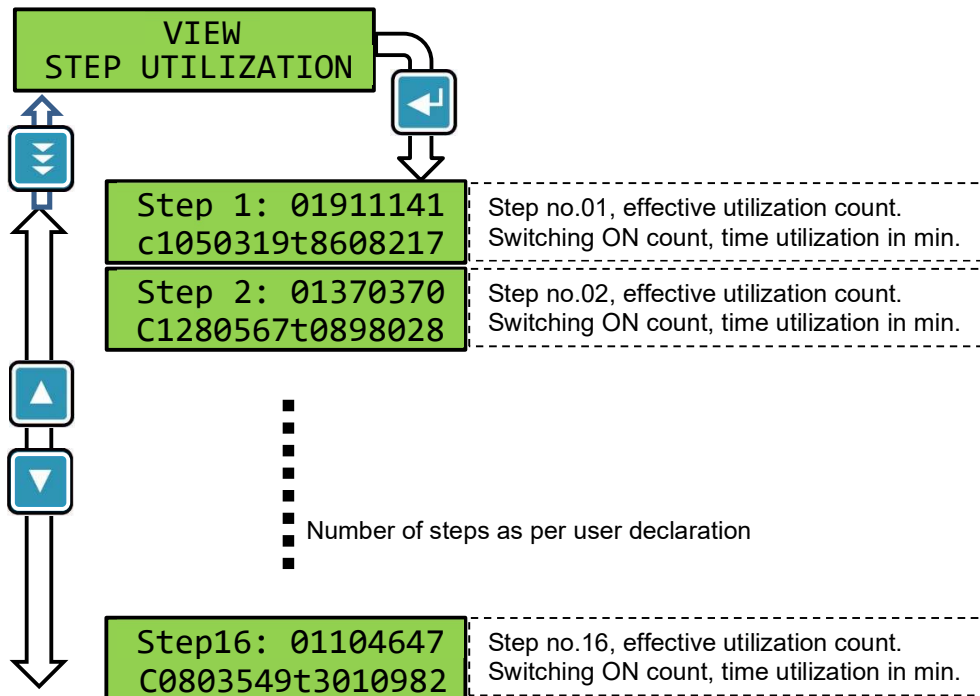 VIEW
STEP UTILIZATION
Step 1: 01911141
c1050319t8608217
Step no.01, effective utilization count.
Switching ON count, time utilization in min.
Step 2: 01370370
C1280567t0898028
Step no.02, effective utilization count.
Switching ON count, time utilization in min.
Number of steps as per user declaration
Step16: 01104647
C0803549t3010982
Step no.16, effective utilization count.
Switching ON count, time utilization in min.